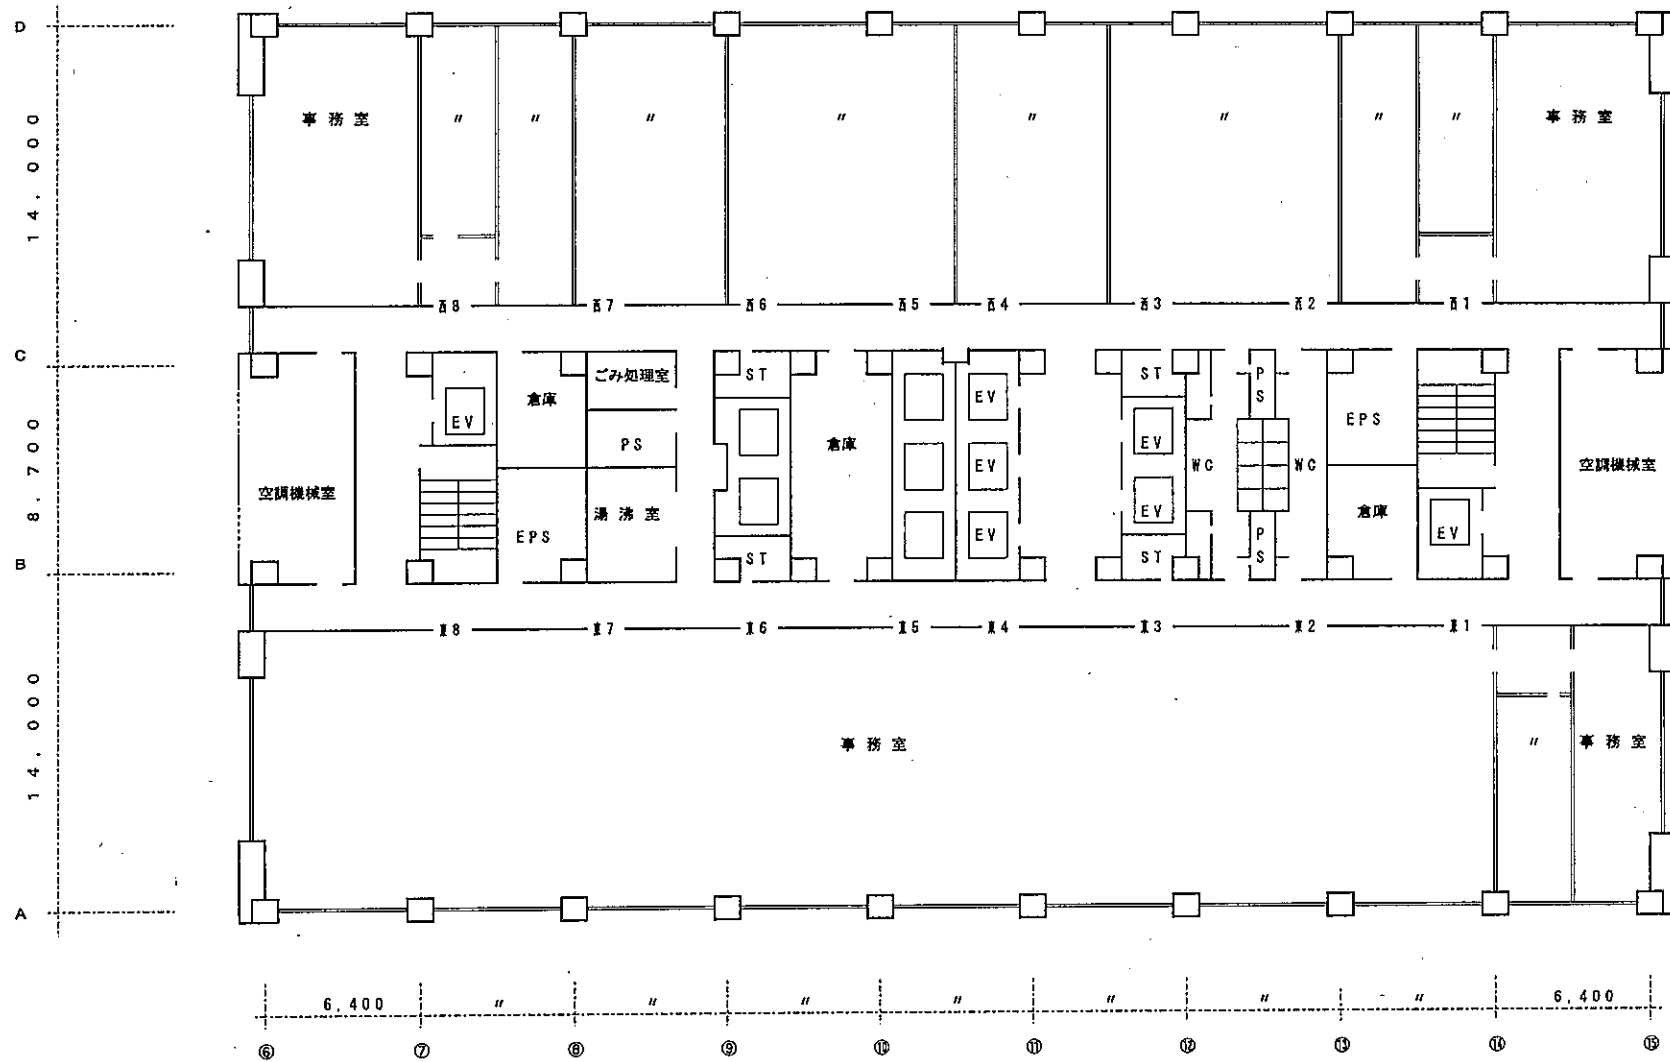 D
14,000
C
8,700
B
14,000
A
事務室
〃
〃
〃
〃
〃
〃
〃
〃
事務室
西8
西7
西6
西5
西4
西3
西2
西1
空調機械室
EV
倉庫
EPS
ごみ処理室
PS
湯沸室
ST
ST
倉庫
EV
EV
EV
ST
EV
EV
ST
WC
PS
PS
WC
EPS
倉庫
EV
空調機械室
東8
東7
東6
東5
東4
東3
東2
東1
事務室
〃
事務室
6,400
〃
〃
〃
〃
〃
〃
〃
6,400
⑥
⑦
⑧
⑨
⑩
⑪
⑫
⑬
⑭
⑮